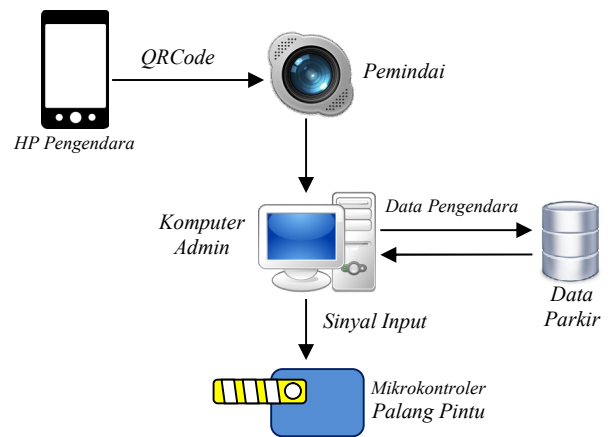 QRCode
Pemindai
HP Pengendara
Komputer
Admin
Data Pengendara
Data
Parkir
Sinyal Input
Mikrokontroler
Palang Pintu